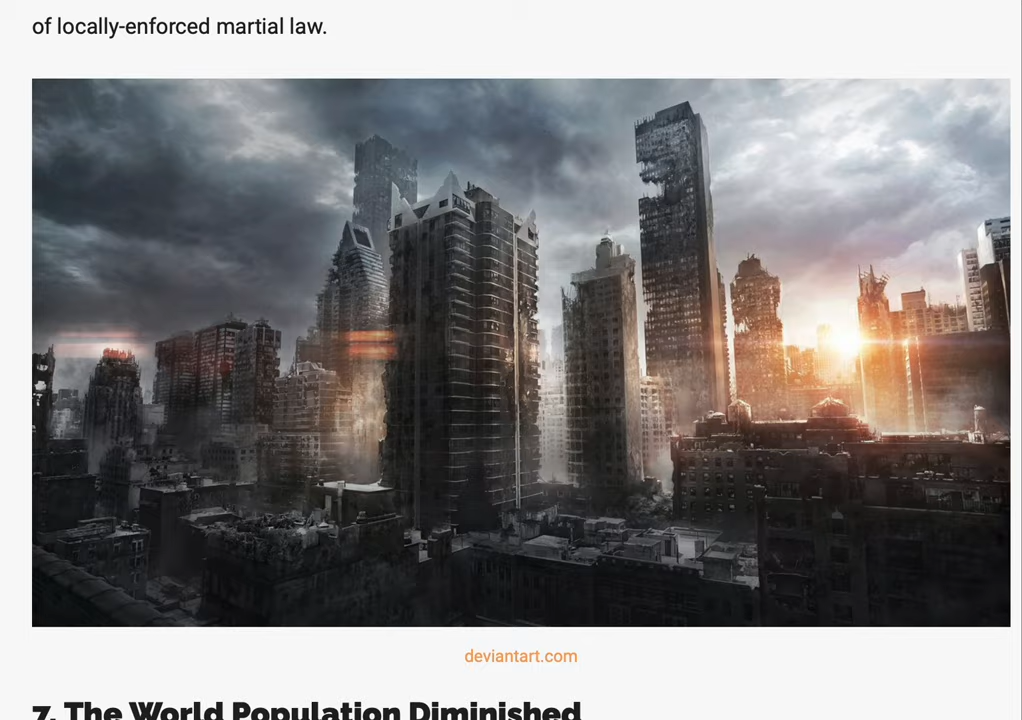 of locally-enforced martial law.
deviantart.com
7. The World Population Diminished